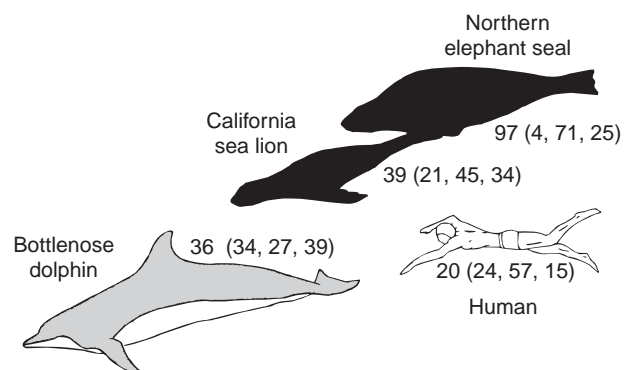 Northern
elephant seal
97 (4, 71, 25)
California
sea lion
39 (21, 45, 34)
Bottlenose
dolphin
36 (34, 27, 39)
20 (24, 57, 15)
Human